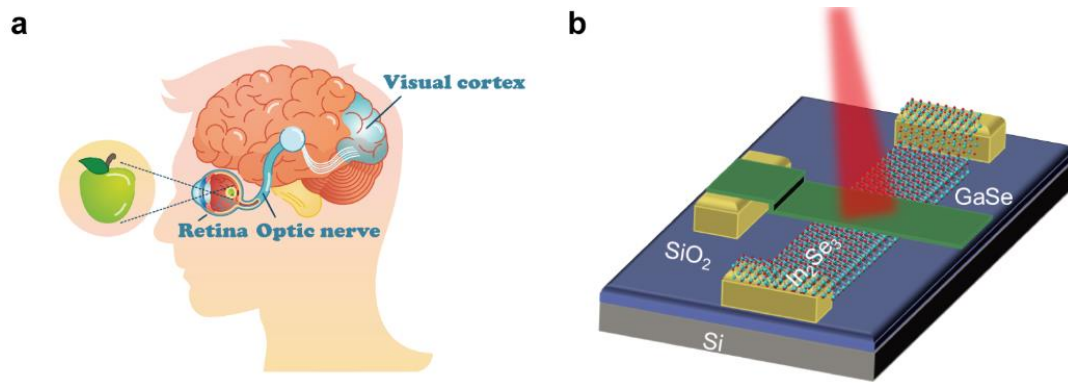 a
Visual cortex
Retina Optic nerve
b
GaSe
SiO₂
In₂Se₃
Si